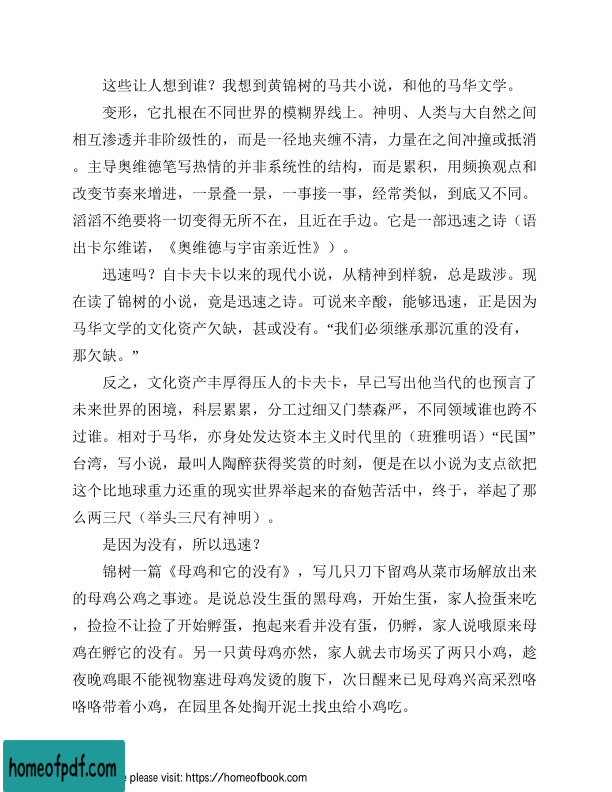 这些让人想到谁？我想到黄锦树的马共小说，和他的马华文学。
变形，它扎根在不同世界的模糊界线上。神明、人类与大自然之间
相互渗透并非阶级性的，而是一径地夹缠不清，力量在之间冲撞或抵消
。主导奥维德笔写热情的并非系统性的结构，而是累积，用频换观点和
改变节奏来增进，一景叠一景，一事接一事，经常类似，到底又不同。
滔滔不绝要将一切变得无所不在，且近在手边。它是一部迅速之诗（语
出卡尔维诺，《奥维德与宇宙亲近性》）。
迅速吗？自卡夫卡以来的现代小说，从精神到样貌，总是跋涉。现
在读了锦树的小说，竟是迅速之诗。可说来辛酸，能够迅速，正是因为
马华文学的文化资产欠缺，甚或没有。“我们必须继承那沉重的没有，
那欠缺。”
反之，文化资产丰厚得压人的卡夫卡，早已写出他当代的也预言了
未来世界的困境，科层累累，分工过细又门禁森严，不同领域谁也跨不
过谁。相对于马华，亦身处发达资本主义时代里的（班雅明语）“民国”
台湾，写小说，最叫人陶醉获得奖赏的时刻，便是在以小说为支点欲把
这个比地球重力还重的现实世界举起来的奋勉苦活中，终于，举起了那
么两三尺（举头三尺有神明）。
是因为没有，所以迅速？
锦树一篇《母鸡和它的没有》，写几只刀下留鸡从菜市场解放出来
的母鸡公鸡之事迹。是说总没生蛋的黑母鸡，开始生蛋，家人捡蛋来吃
，捡捡不让捡了开始孵蛋，抱起来看并没有蛋，仍孵，家人说哦原来母
鸡在孵它的没有。另一只黄母鸡亦然，家人就去市场买了两只小鸡，趁
夜晚鸡眼不能视物塞进母鸡发烫的腹下，次日醒来已见母鸡兴高采烈咯
咯咯带着小鸡，在园里各处掏开泥土找虫给小鸡吃。
homeofpdf.com
e please visit: https://homeofbook.com